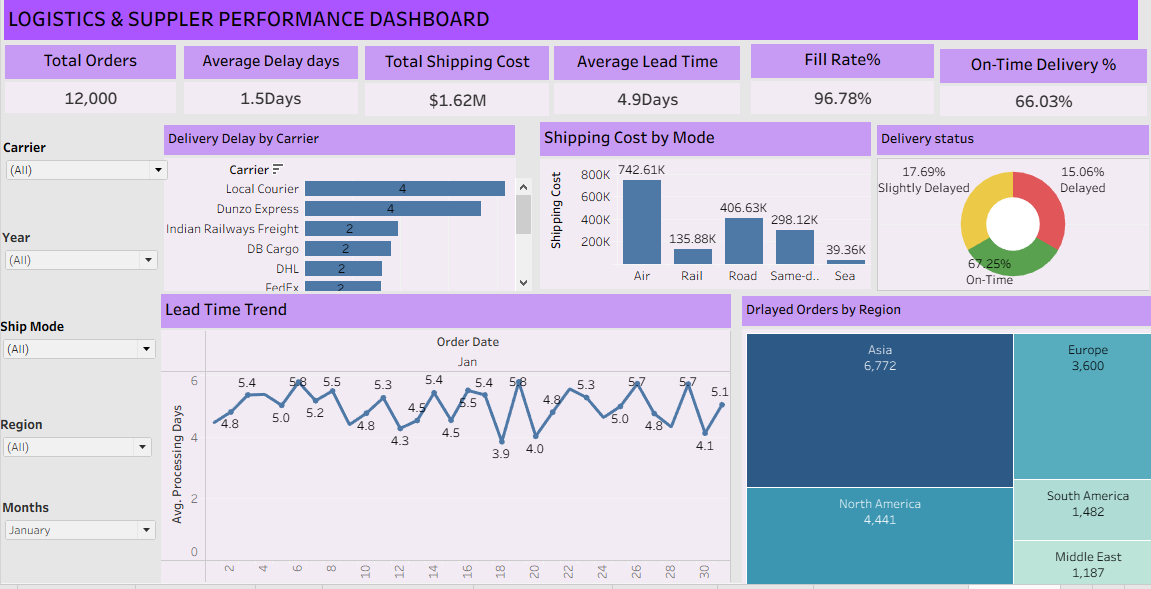 LOGISTICS & SUPPLER PERFORMANCE DASHBOARD
Total Orders
12,000
Average Delay days
1.5Days
Total Shipping Cost
$1.62M
Average Lead Time
4.9Days
Fill Rate%
96.78%
On-Time Delivery %
66.03%
Carrier
(All)
Year
(All)
Ship Mode
(All)
Region
(All)
Months
January
Delivery Delay by Carrier
Carrier
Local Courier 4
Dunzo Express 4
Indian Railways Freight 2
DB Cargo 2
DHL 2
FedEx 2
Shipping Cost by Mode
Shipping Cost
800K
600K
400K
200K
742.61K
135.88K
406.63K
298.12K
39.36K
Air Rail Road Same-d.. Sea
Delivery status
17.69%
Slightly Delayed
15.06%
Delayed
67.25%
On-Time
Lead Time Trend
Order Date
Jan
Avg. Processing Days
6
4
2
0
4.8 5.4 5.0 5.8 5.2 5.5 4.8 5.3 4.3 4.5 5.4 4.5 5.5 5.4 3.9 5.8 4.0 4.8 5.3 5.0 5.7 4.8 5.7 4.1 5.1
2 4 6 8 10 12 14 16 18 20 22 24 26 28 30
Drlayed Orders by Region
Asia
6,772
Europe
3,600
North America
4,441
South America
1,482
Middle East
1,187